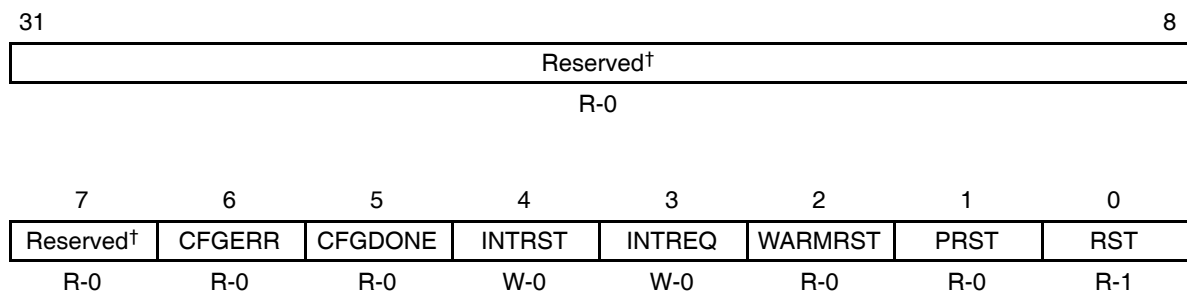 31 8
Reserved†
R-0
7 6 5 4 3 2 1 0
Reserved† CFGERR CFGDONE INTRST INTREQ WARMRST PRST RST
R-0 R-0 R-0 W-0 W-0 R-0 R-0 R-1